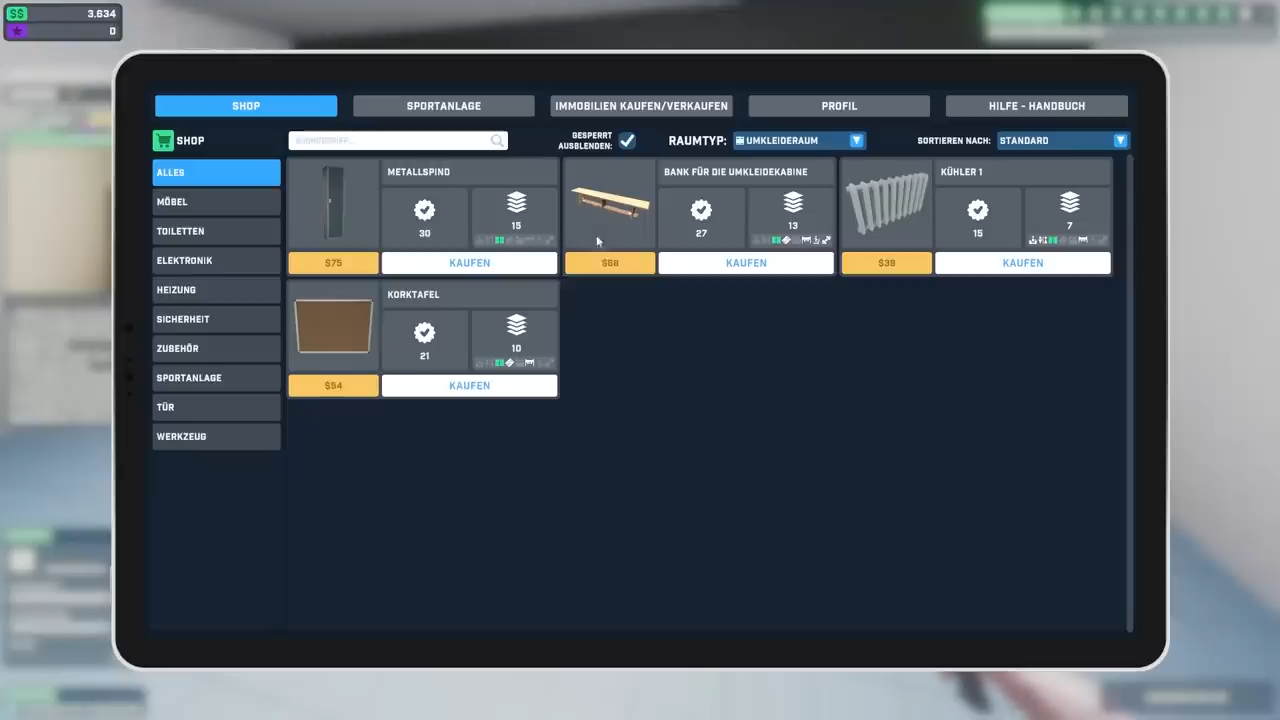 $$ 3.634
0
SHOP SPORTANLAGE IMMOBILIEN KAUFEN/VERKAUFEN PROFIL HILFE - HANDBUCH
SHOP
GESPERRT
AUSBLENDEN:
RAUMTYP: UMKLEIDERAUM
SORTIEREN NACH: STANDARD
ALLES
MÖBEL
TOILETTEN
ELEKTRONIK
HEIZUNG
SICHERHEIT
ZUBEHÖR
SPORTANLAGE
TÜR
WERKZEUG
METALLSPIND
30 15
$75 KAUFEN
BANK FÜR DIE UMKLEIDEKABINE
27 13
$68 KAUFEN
KÜHLER 1
15 7
$39 KAUFEN
KORKTAFEL
21 10
$54 KAUFEN